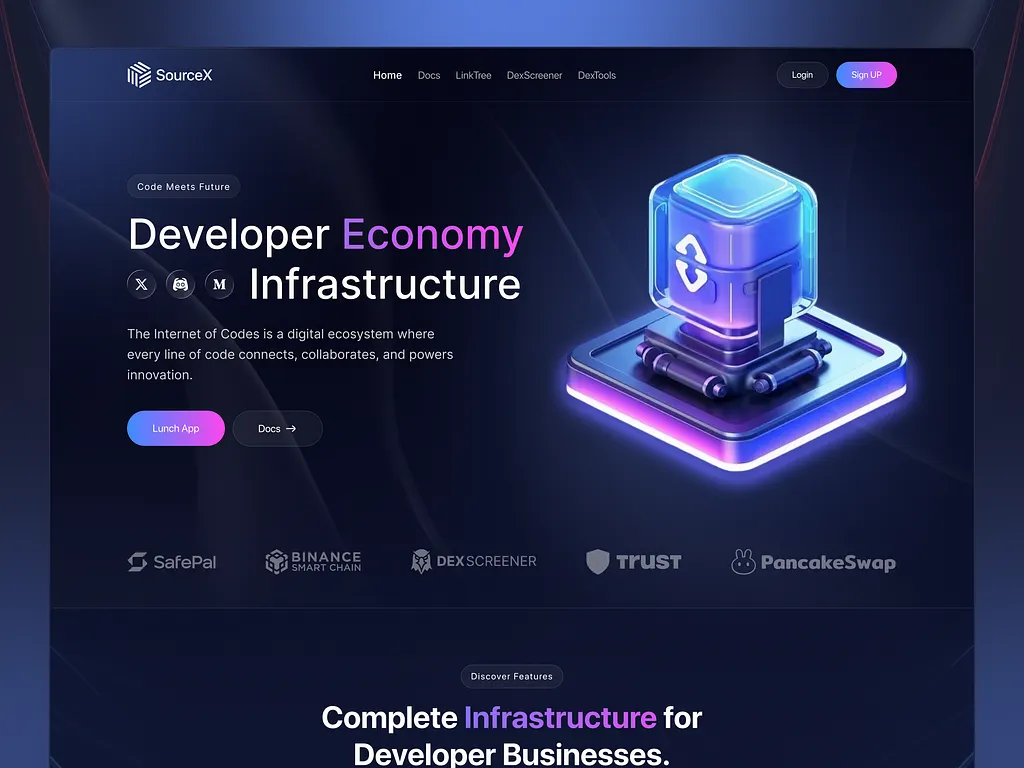 SourceX
Home Docs LinkTree DexScreener DexTools
Login Sign UP
Code Meets Future
Developer Economy
Infrastructure
The Internet of Codes is a digital ecosystem where
every line of code connects, collaborates, and powers
innovation.
Lunch App Docs →
SafePal
BINANCE
SMART CHAIN
DEXSCREENER
TRUST
PancakeSwap
Discover Features
Complete Infrastructure for
Developer Businesses.